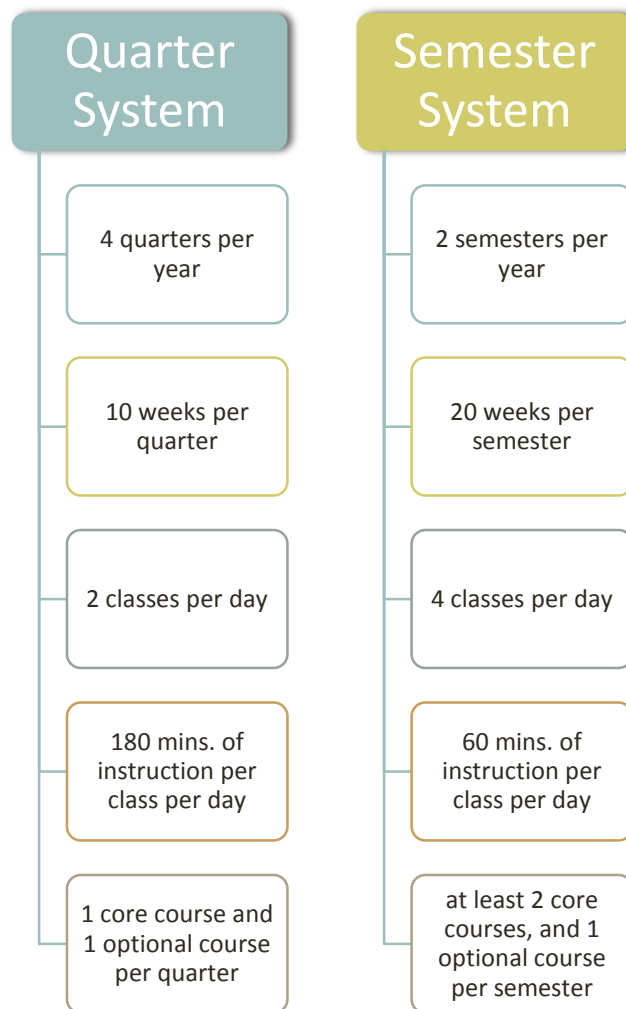 Quarter
System
4 quarters per
year
10 weeks per
quarter
2 classes per day
180 mins. of
instruction per
class per day
1 core course and
1 optional course
per quarter
Semester
System
2 semesters per
year
20 weeks per
semester
4 classes per day
60 mins. of
instruction per
class per day
at least 2 core
courses, and 1
optional course
per semester